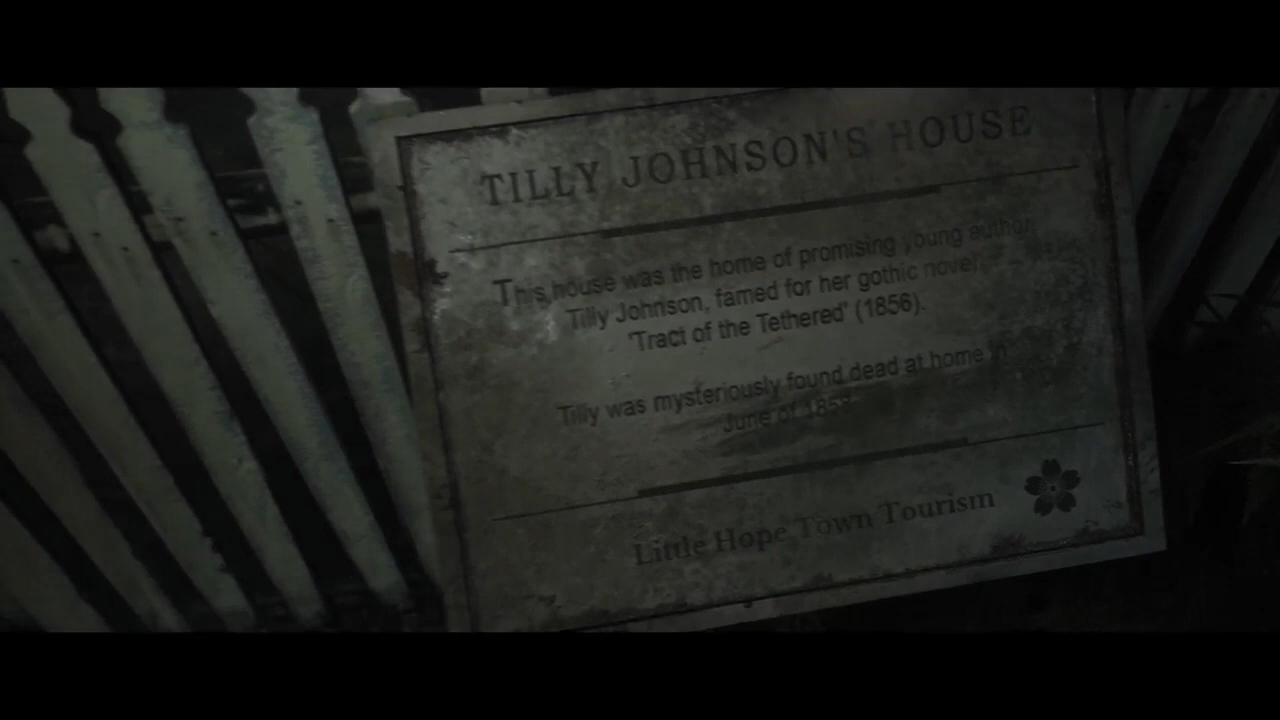 TILLY JOHNSON'S HOUSE
This house was the home of promising young author
Tilly Johnson, famed for her gothic novel,
'Tract of the Tethered' (1856).
Tilly was mysteriously found dead at home in
June of
Little Hope Town Tourism